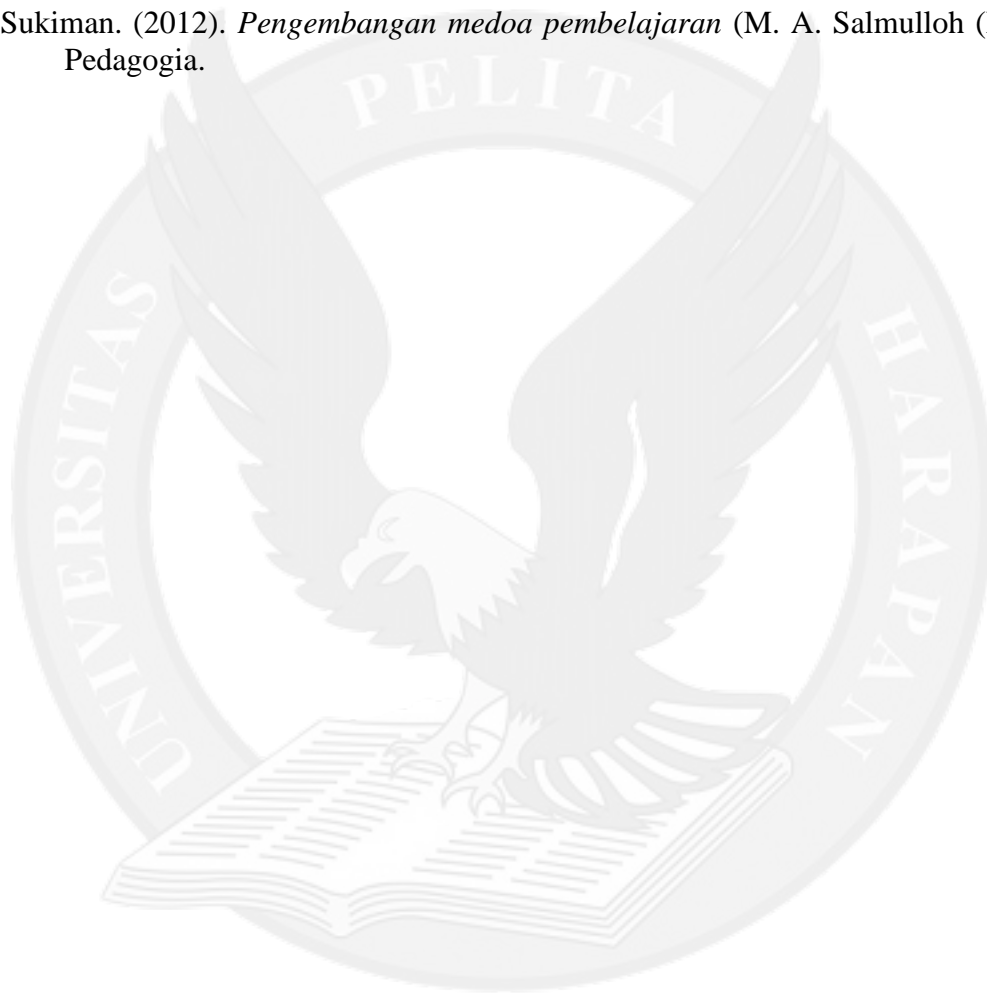 Sukiman. (2012). Pengembangan medoa pembelajaran (M. A. Salmulloh (
Pedagogia.
PELITA
HARAPAN
UNIVERSITAS